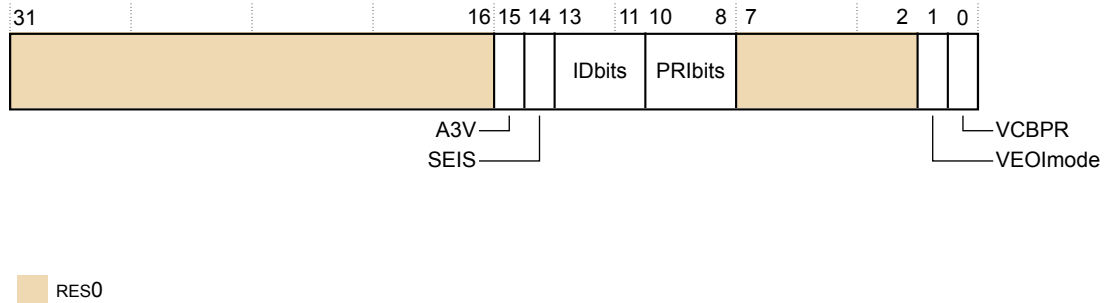 31 16 15 14 13 11 10 8 7 2 1 0
IDbits PRIbits
A3V VCBPR
SEIS VEOImode
RES0